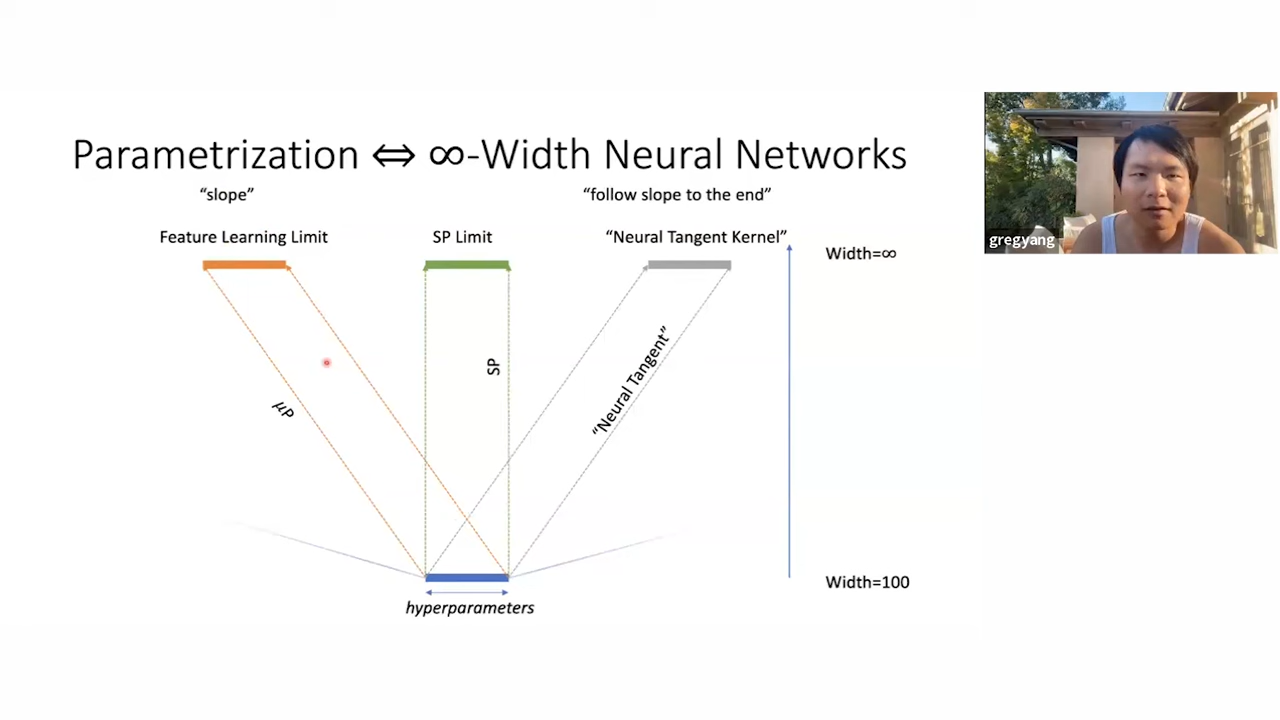 Parametrization ⇔ ∞-Width Neural Networks
“slope”
“follow slope to the end”
Feature Learning Limit
SP Limit
“Neural Tangent Kernel”
Width=∞
gregyang
SP
“Neural Tangent”
μP
Width=100
hyperparameters